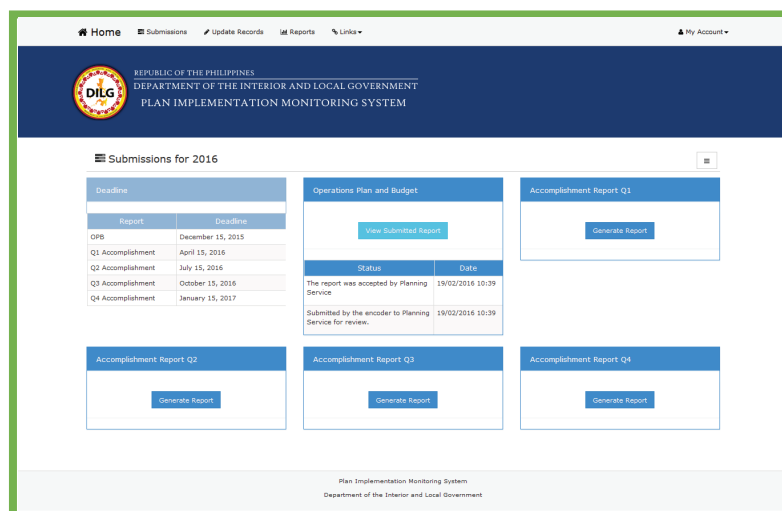 Home Submissions Update Records Reports Links My Account
DILG
REPUBLIC OF THE PHILIPPINES
DEPARTMENT OF THE INTERIOR AND LOCAL GOVERNMENT
PLAN IMPLEMENTATION MONITORING SYSTEM
Submissions for 2016
Deadline
Report Deadline
OPB December 15, 2015
Q1 Accomplishment April 15, 2016
Q2 Accomplishment July 15, 2016
Q3 Accomplishment October 15, 2016
Q4 Accomplishment January 15, 2017
Operations Plan and Budget
View Submitted Report
Status Date
The report was accepted by Planning 19/02/2016 10:39
Service
Submitted by the encoder to Planning 19/02/2016 10:39
Service for review.
Accomplishment Report Q1
Generate Report
Accomplishment Report Q2
Generate Report
Accomplishment Report Q3
Generate Report
Accomplishment Report Q4
Generate Report
Plan Implementation Monitoring System
Department of the Interior and Local Government